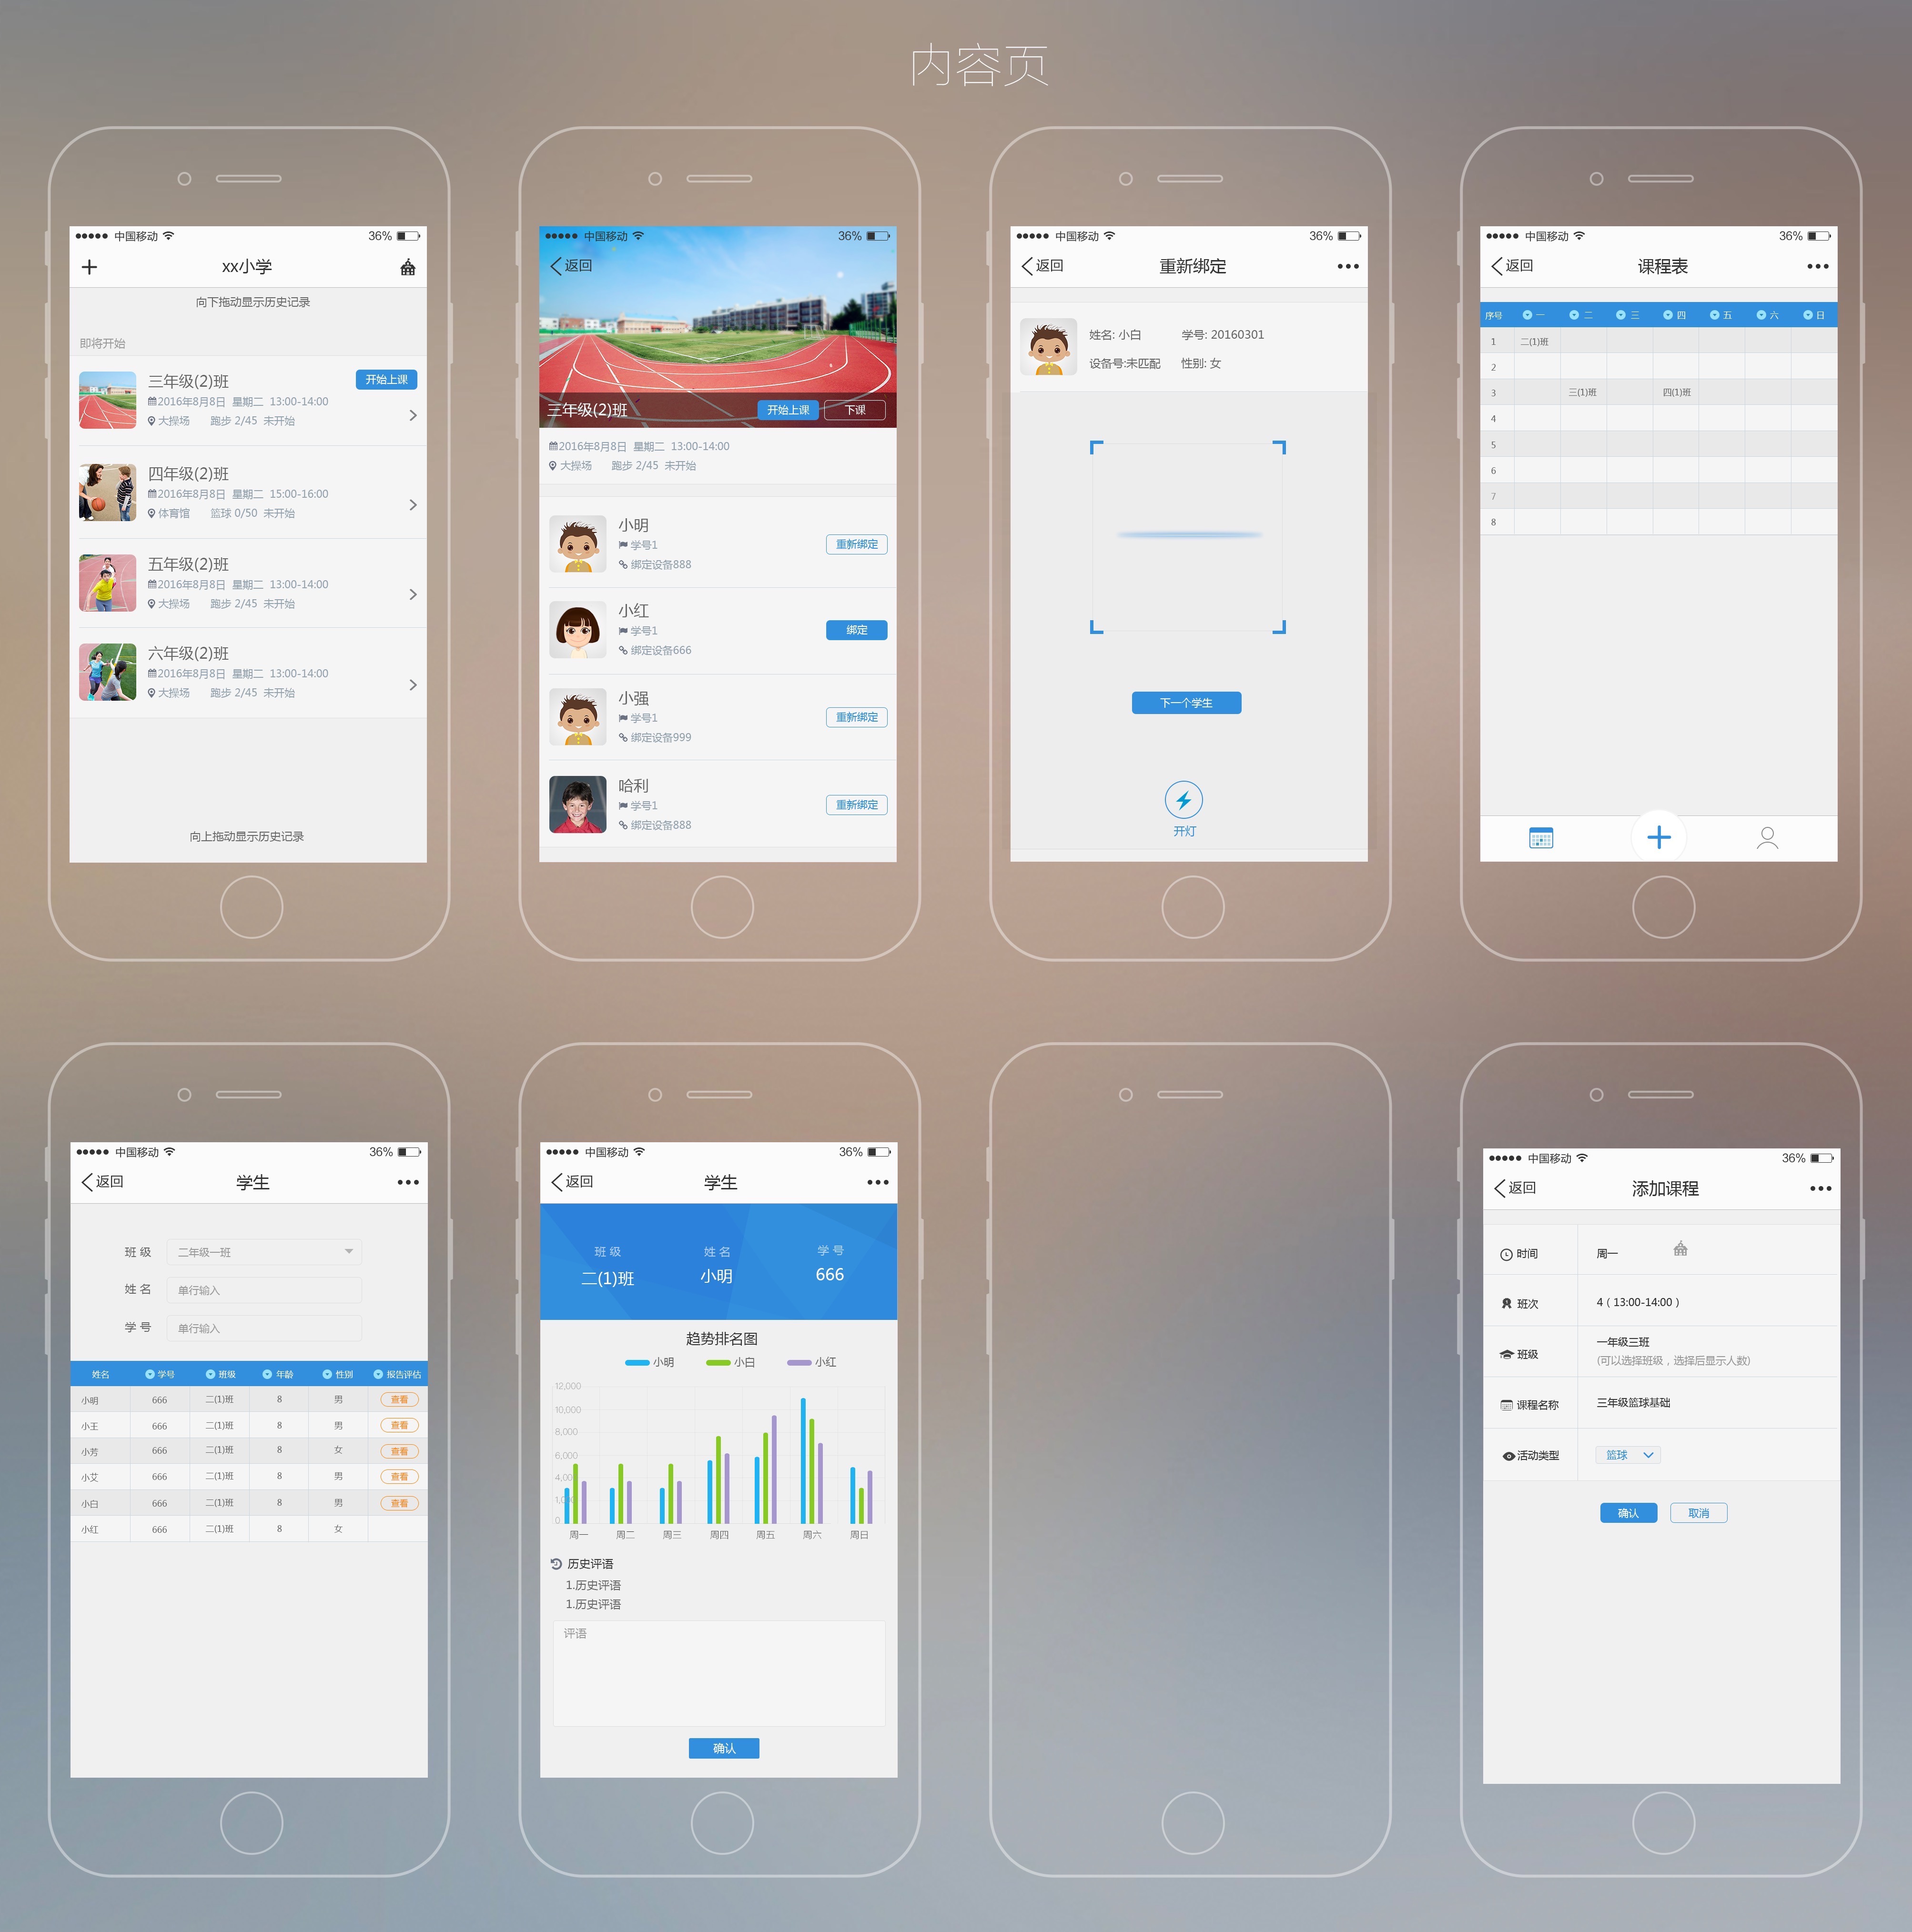 内容页
中国移动 36%
xx小学
向下拖动显示历史记录
即将开始
三年级(2)班 开始上课
2016年8月8日 星期二 13:00-14:00
大操场 跑步 2/45 未开始
四年级(2)班
2016年8月8日 星期二 15:00-16:00
体育馆 篮球 0/50 未开始
五年级(2)班
2016年8月8日 星期二 13:00-14:00
大操场 跑步 2/45 未开始
六年级(2)班
2016年8月8日 星期二 13:00-14:00
大操场 跑步 2/45 未开始
向上拖动显示历史记录
中国移动 36%
返回
三年级(2)班 开始上课 下课
2016年8月8日 星期二 13:00-14:00
大操场 跑步 2/45 未开始
小明
学号1
绑定设备888
重新绑定
小红
学号1
绑定设备666
绑定
小强
学号1
绑定设备999
重新绑定
哈利
学号1
绑定设备888
重新绑定
中国移动 36%
返回 重新绑定
姓名: 小白 学号: 20160301
设备号:未匹配 性别: 女
下一个学生
开灯
中国移动 36%
返回 课程表
序号 一 二 三 四 五 六 日
1 二(1)班
2
3 三(1)班 四(1)班
4
5
6
7
8
中国移动 36%
返回 学生
班 级 二年级一班
姓 名 单行输入
学 号 单行输入
姓名 学号 班级 年龄 性别 报告评估
小明 666 二(1)班 8 男 查看
小王 666 二(1)班 8 男 查看
小芳 666 二(1)班 8 女 查看
小艾 666 二(1)班 8 男 查看
小白 666 二(1)班 8 男 查看
小红 666 二(1)班 8 女
中国移动 36%
返回 学生
班 级 姓 名 学 号
二(1)班 小明 666
趋势排名图
小明 小白 小红
12,000
10,000
8,000
6,000
4,000
0
周一 周二 周三 周四 周五 周六 周日
历史评语
1.历史评语
1.历史评语
评语
确认
中国移动 36%
返回 添加课程
时间 周一
班次 4（13:00-14:00）
班级 一年级三班
(可以选择班级，选择后显示人数)
课程名称 三年级篮球基础
活动类型 篮球
确认 取消